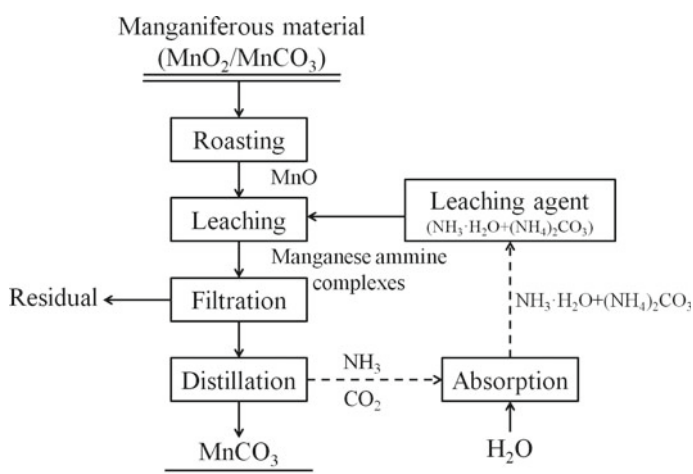 Manganiferous material
(MnO₂/MnCO₃)
Roasting
MnO
Leaching
Leaching agent
(NH₃·H₂O+(NH₄)₂CO₃)
Manganese ammine
complexes
Residual
Filtration
NH₃·H₂O+(NH₄)₂CO₃
Distillation
NH₃
CO₂
Absorption
MnCO₃
H₂O